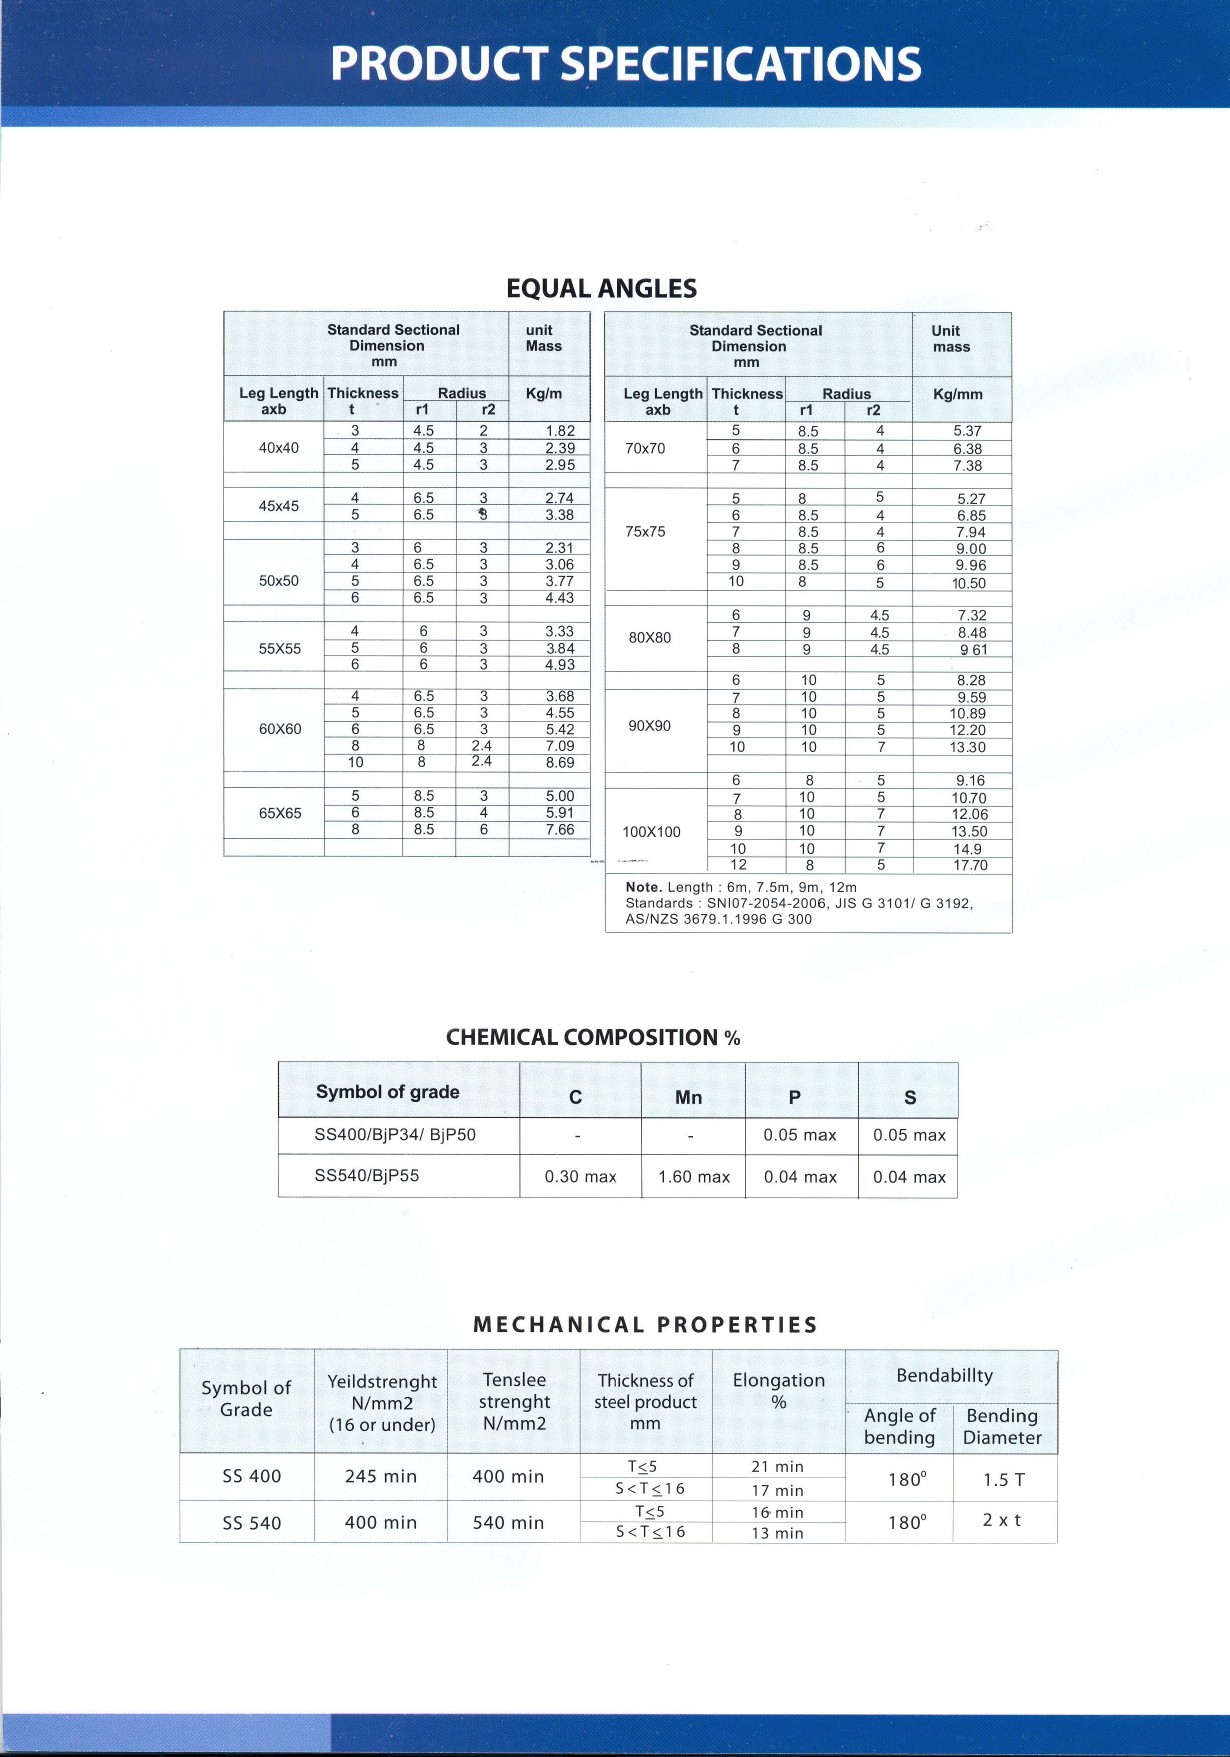 PRODUCT SPECIFICATIONS
EQUAL ANGLES
Standard Sectional Dimension mm unit Mass
Leg Length axb Thickness t Radius r1 r2 Kg/m
40x40 3 4.5 2 1.82
4 4.5 3 2.39
5 4.5 3 2.95
45x45 4 6.5 3 2.74
5 6.5 3.38
50x50 3 6 3 2.31
4 6.5 3 3.06
5 6.5 3 3.77
6 6.5 3 4.43
55X55 4 6 3 3.33
5 6 3 3.84
6 6 3 4.93
60X60 4 6.5 3 3.68
5 6.5 3 4.55
6 6.5 3 5.42
8 8 2.4 7.09
10 8 2.4 8.69
65X65 5 8.5 3 5.00
6 8.5 4 5.91
8 8.5 6 7.66
Standard Sectional Dimension mm Unit mass
Leg Length axb Thickness t Radius r1 r2 Kg/mm
70x70 5 8.5 4 5.37
6 8.5 4 6.38
7 8.5 4 7.38
75x75 5 8 5 5.27
6 8.5 4 6.85
7 8.5 4 7.94
8 8.5 6 9.00
9 8.5 6 9.96
10 8 5 10.50
80X80 6 9 4.5 7.32
7 9 4.5 8.48
8 9 4.5 9 61
90X90 6 10 5 8.28
7 10 5 9.59
8 10 5 10.89
9 10 5 12.20
10 10 7 13.30
100X100 6 8 5 9.16
7 10 5 10.70
8 10 7 12.06
9 10 7 13.50
10 10 7 14.9
12 8 5 17.70
Note. Length : 6m, 7.5m, 9m, 12m
Standards : SNI07-2054-2006, JIS G 3101/ G 3192,
AS/NZS 3679.1.1996 G 300
CHEMICAL COMPOSITION %
Symbol of grade C Mn P S
SS400/BjP34/ BjP50 - - 0.05 max 0.05 max
SS540/BjP55 0.30 max 1.60 max 0.04 max 0.04 max
MECHANICAL PROPERTIES
Symbol of Grade Yeildstrenght N/mm2 (16 or under) Tenslee strenght N/mm2 Thickness of steel product mm Elongation % Bendabillty
Angle of bending Bending Diameter
SS 400 245 min 400 min T≤5 21 min 180° 1.5 T
S<T≤16 17 min
SS 540 400 min 540 min T≤5 16 min 180° 2 x t
S<T≤16 13 min